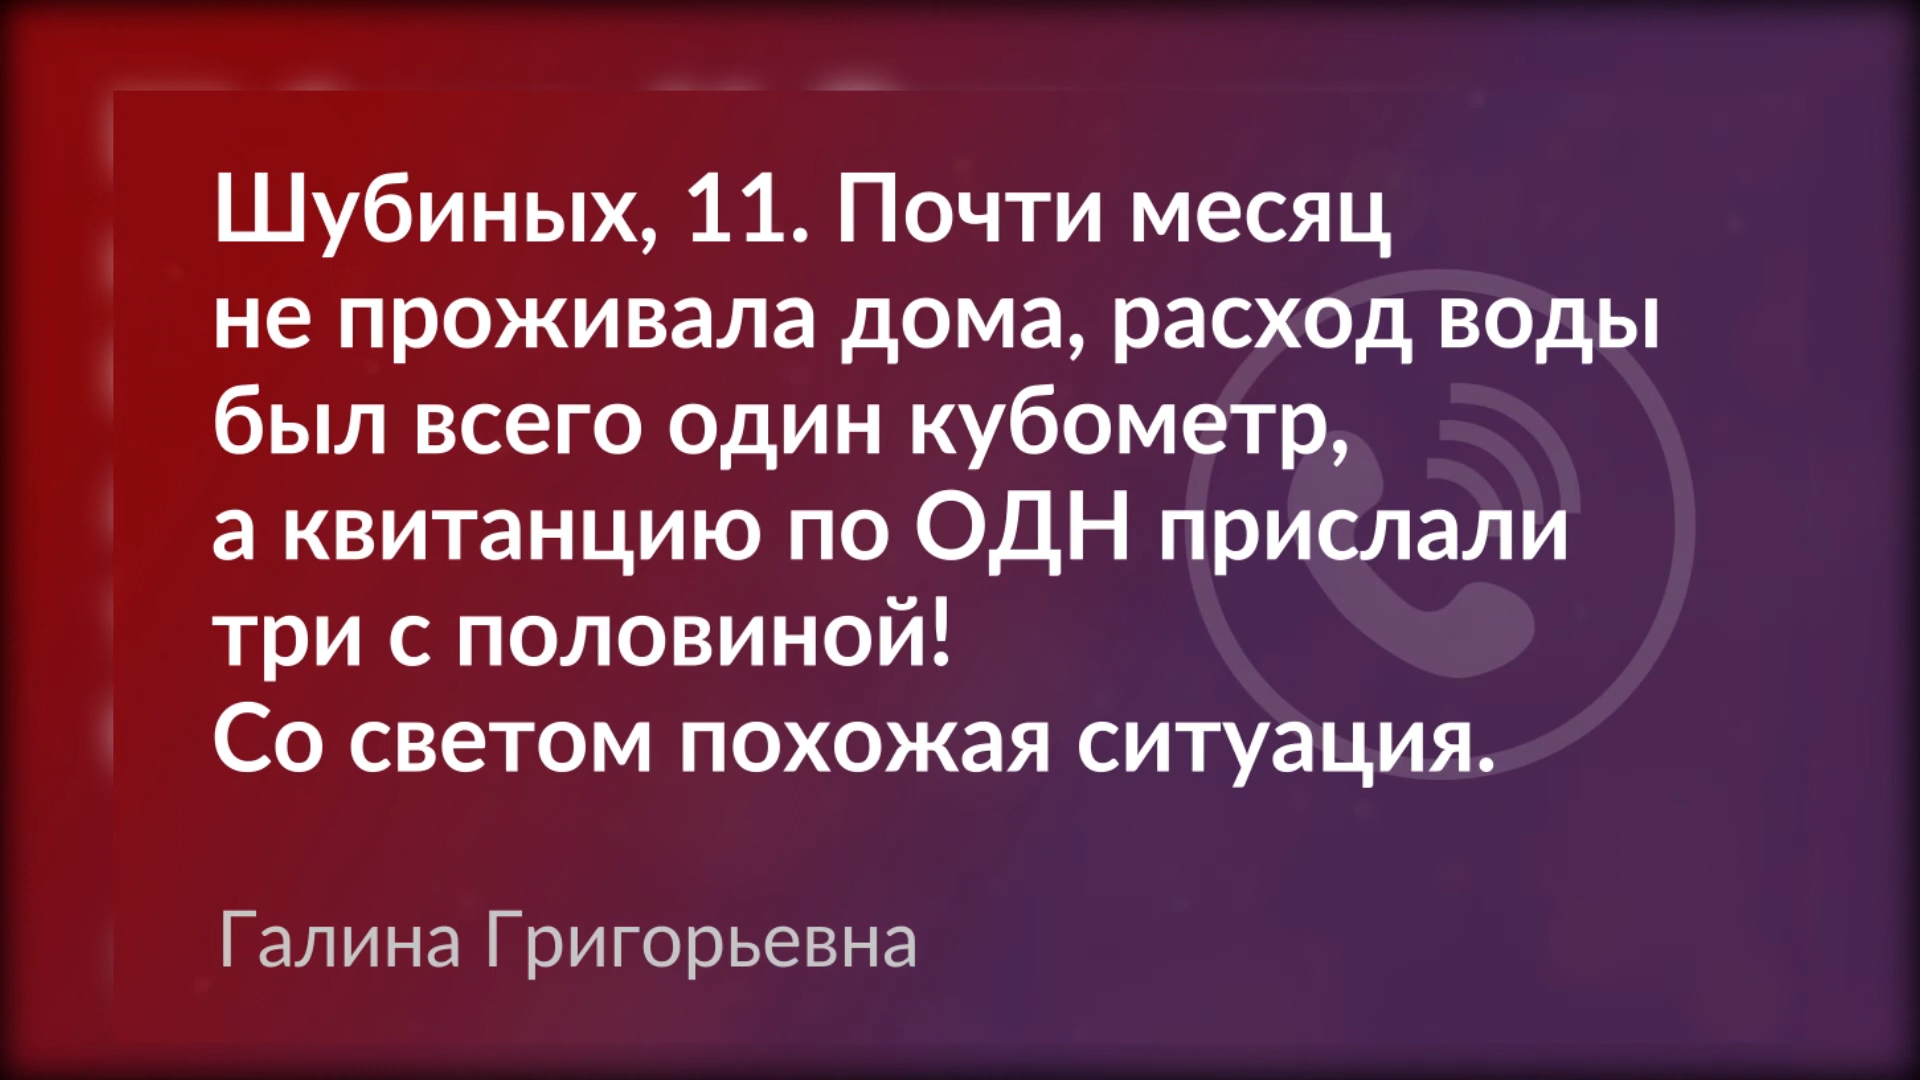 Шубиных, 11. Почти месяц
не проживала дома, расход воды
был всего один кубометр,
а квитанцию по ОДН прислали
три с половиной!
Со светом похожая ситуация.
Галина Григорьевна